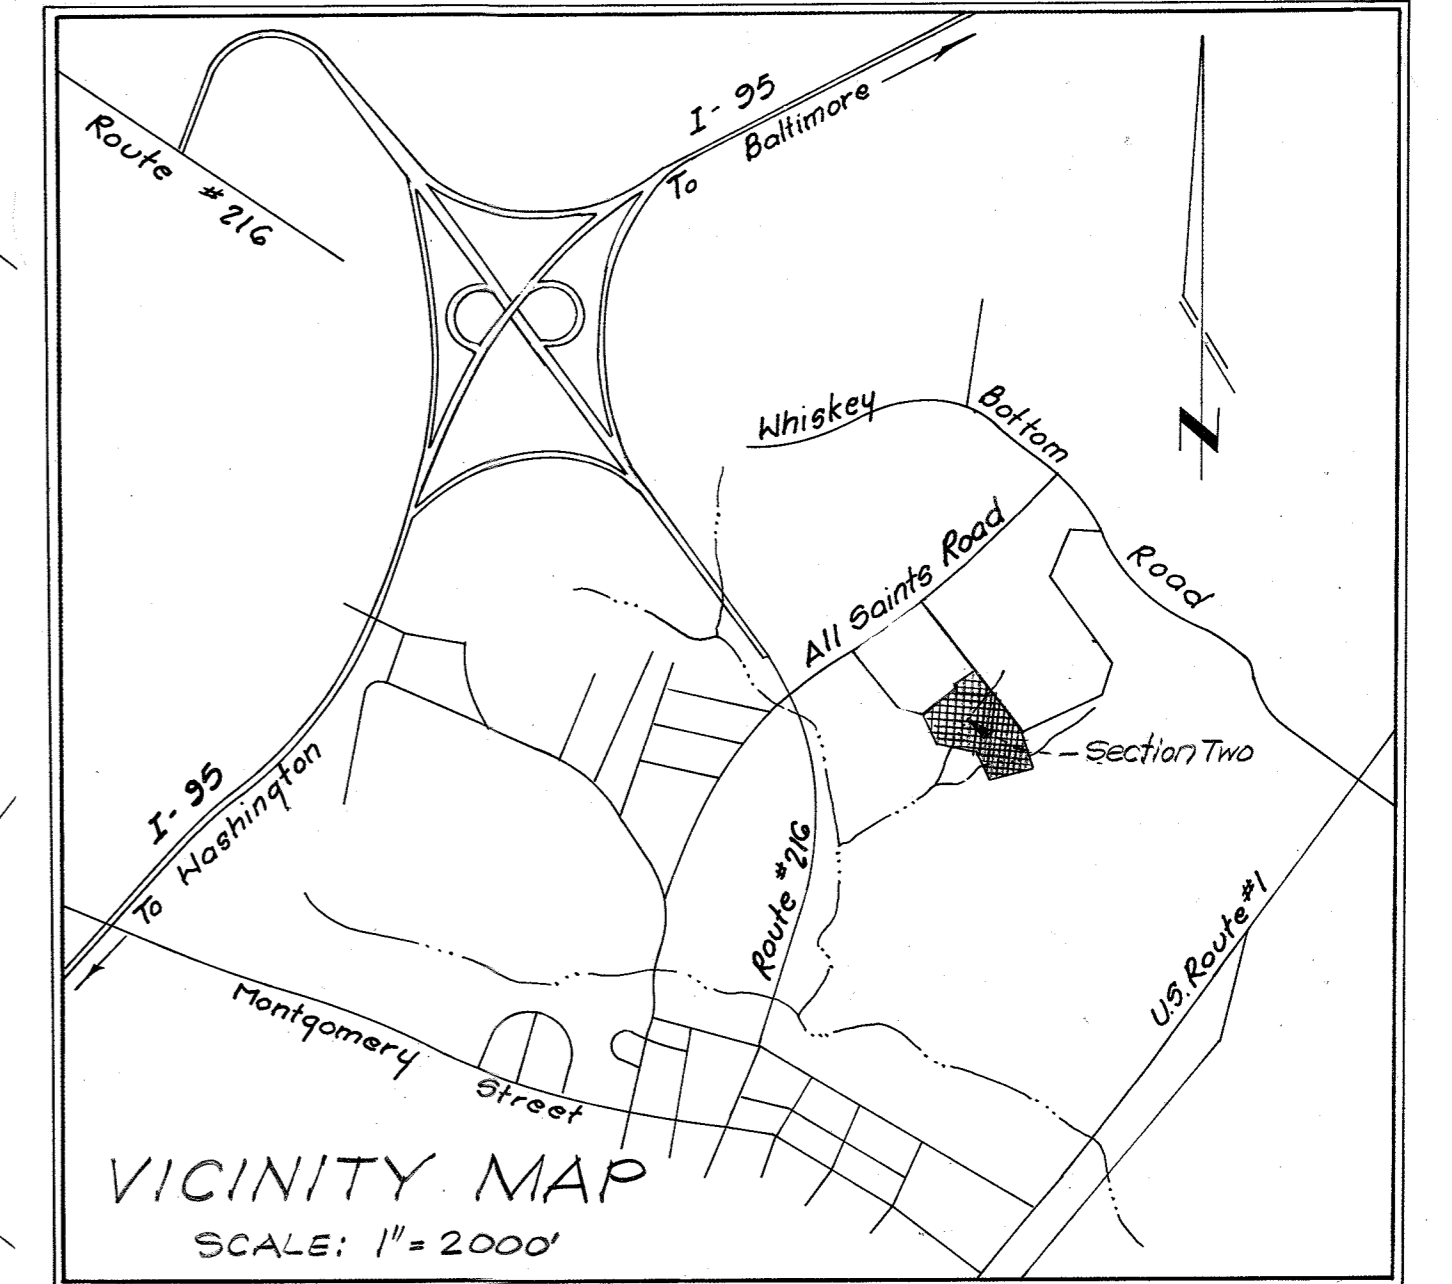 I-95
To Baltimore
Route #216
N
Whiskey Bottom Road
All Saints Road
Section Two
I-95
To Washington
Route #216
U.S. Route #1
Montgomery Street
VICINITY MAP
SCALE: 1" = 2000'